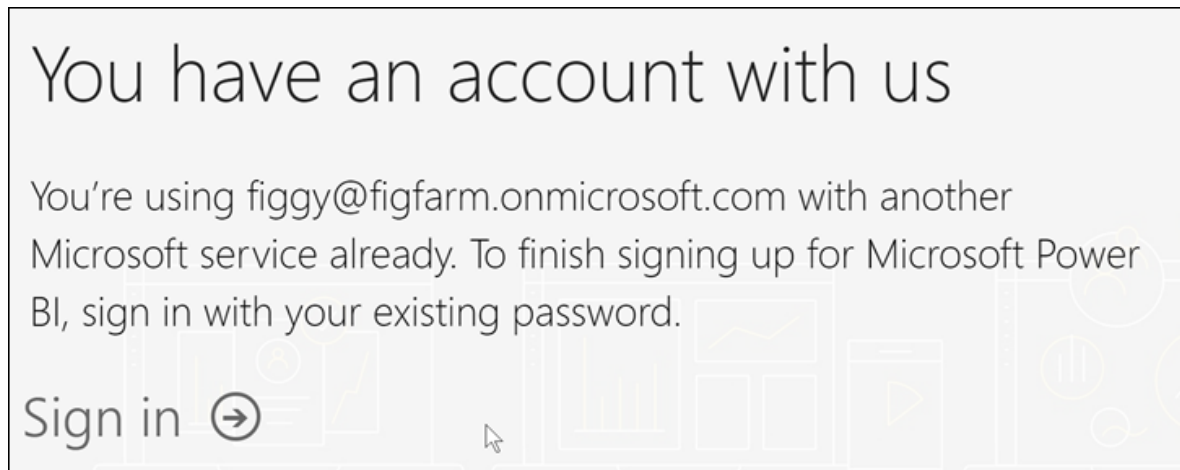 You have an account with us
You’re using figgy@figfarm.onmicrosoft.com with another
Microsoft service already. To finish signing up for Microsoft Power
BI, sign in with your existing password.
Sign in